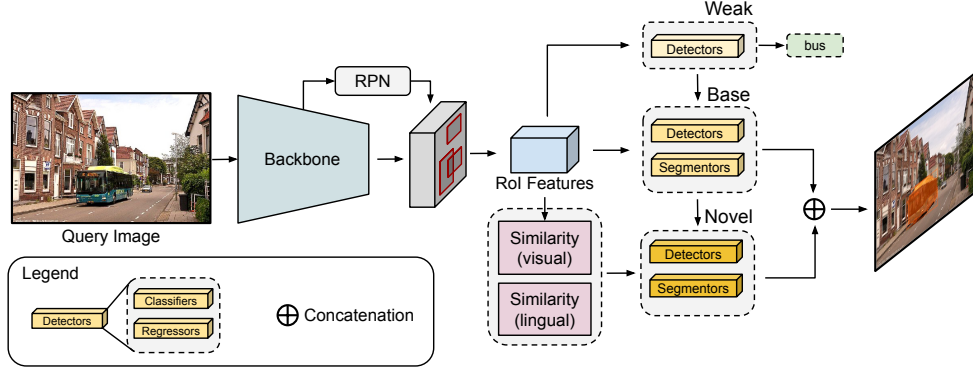 Weak
Detectors
bus
RPN
Base
Detectors
Segmentors
Backbone
RoI Features
Query Image
Novel
Similarity
(visual)
Detectors
Segmentors
Similarity
(lingual)
Legend
Detectors
Classifiers
Regressors
Concatenation